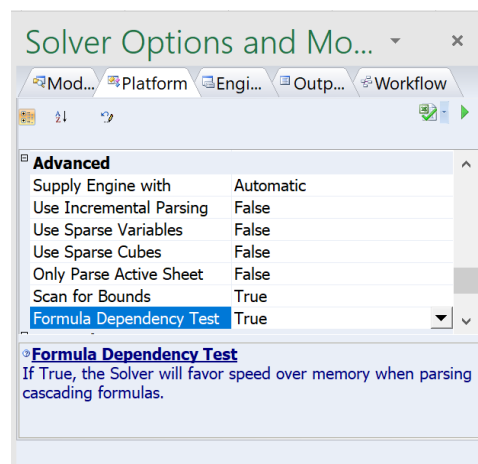 Solver Options and Mo...
Mod... Platform Engi... Outp... Workflow
Advanced
Supply Engine with Automatic
Use Incremental Parsing False
Use Sparse Variables False
Use Sparse Cubes False
Only Parse Active Sheet False
Scan for Bounds True
Formula Dependency Test True
Formula Dependency Test
If True, the Solver will favor speed over memory when parsing
cascading formulas.